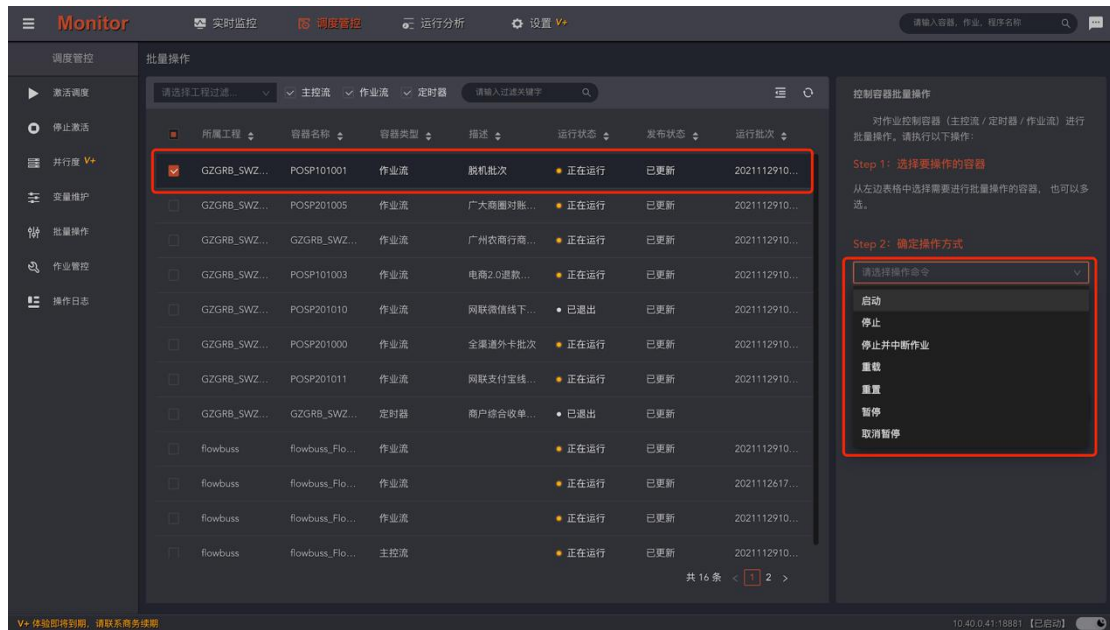 Monitor 实时监控 调度管控 运行分析 设置 V+ 请输入容器, 作业, 程序名称
调度管控 批量操作
激活调度
停止激活
并行度 V+
变量维护
批量操作
作业管控
操作日志
请选择工程过滤... 主控流 作业流 定时器 请输入过滤关键字
所属工程 容器名称 容器类型 描述 运行状态 发布状态 运行批次
GZGRB_SWZ... POSP101001 作业流 脱机批次 正在运行 已更新 2021112910...
GZGRB_SWZ... POSP201005 作业流 广大商圈对账... 正在运行 已更新 2021112910...
GZGRB_SWZ... GZGRB_SWZ... 作业流 广州农商行商... 正在运行 已更新 2021112910...
GZGRB_SWZ... POSP101003 作业流 电商2.0退款... 正在运行 已更新 2021112910...
GZGRB_SWZ... POSP201010 作业流 网联微信线下... 已退出 已更新 2021112910...
GZGRB_SWZ... POSP201000 作业流 全渠道外卡批次 正在运行 已更新 2021112910...
GZGRB_SWZ... POSP201011 作业流 网联支付宝线... 正在运行 已更新 2021112910...
GZGRB_SWZ... GZGRB_SWZ... 定时器 商户综合收单... 已退出 已更新
flowbuss flowbuss_Flo... 作业流 正在运行 已更新 2021112910...
flowbuss flowbuss_Flo... 作业流 正在运行 已更新 2021112617...
flowbuss flowbuss_Flo... 作业流 正在运行 已更新 2021112910...
flowbuss flowbuss_Flo... 主控流 正在运行 已更新 2021112910...
共 16 条 < 1 2 >
控制容器批量操作
对作业控制容器(主控流 / 定时器 / 作业流)进行
批量操作。请执行以下操作:
Step 1: 选择要操作的容器
从左边表格中选择需要进行批量操作的容器, 也可以多
选。
Step 2: 确定操作方式
请选择操作命令
启动
停止
停止并中断作业
重载
重置
暂停
取消暂停
V+ 体验即将到期, 请联系商务续期 10.40.0.41:18881 【已启动】